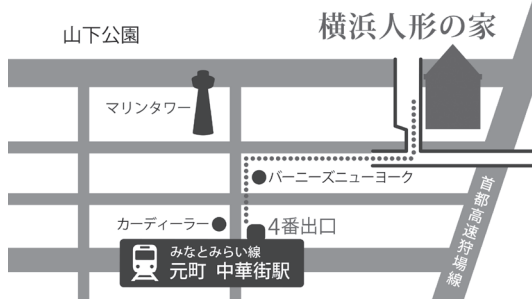 横浜人形の家
山下公園
マリンタワー
バーニーズニューヨーク
カーディーラー
4番出口
みなとみらい線
元町 中華街駅
首都高速狩場線